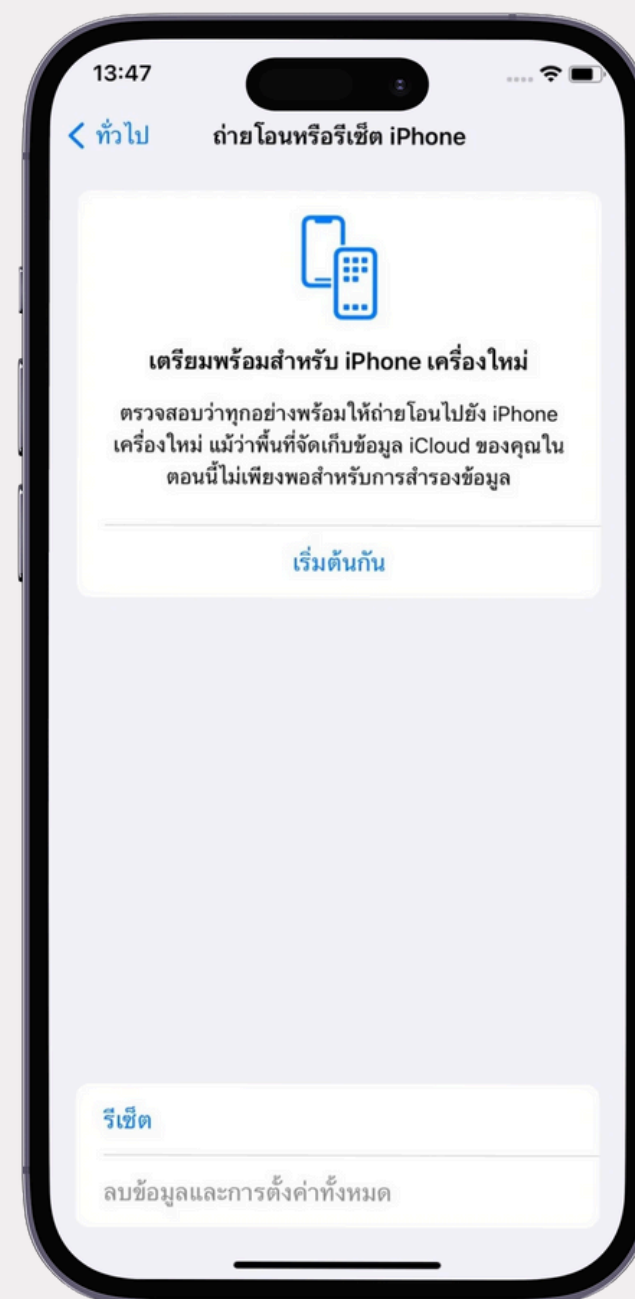 13:47
ทั่วไป
ถ่ายโอนหรือรีเซ็ต iPhone
เตรียมพร้อมสำหรับ iPhone เครื่องใหม่
ตรวจสอบว่าทุกอย่างพร้อมให้ถ่ายโอนไปยัง iPhone
เครื่องใหม่ แม้ว่าพื้นที่จัดเก็บข้อมูล iCloud ของคุณใน
ตอนนี้ไม่เพียงพอสำหรับการสำรองข้อมูล
เริ่มต้นกัน
รีเซ็ต
ลบข้อมูลและการตั้งค่าทั้งหมด